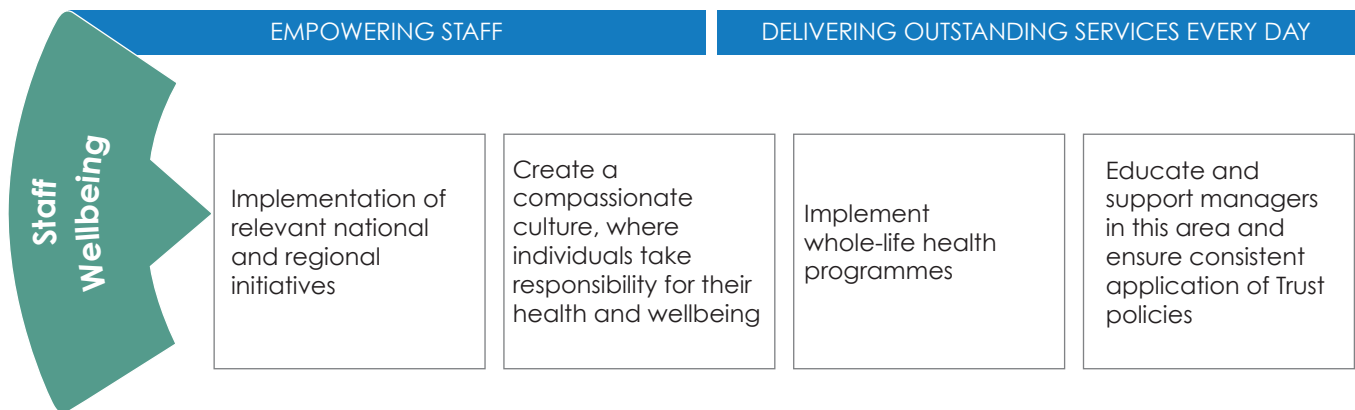 EMPOWERING STAFF
DELIVERING OUTSTANDING SERVICES EVERY DAY
Staff
Wellbeing
Implementation of
relevant national
and regional
initiatives
Create a
compassionate
culture, where
individuals take
responsibility for their
health and wellbeing
Implement
whole-life health
programmes
Educate and
support managers
in this area and
ensure consistent
application of Trust
policies